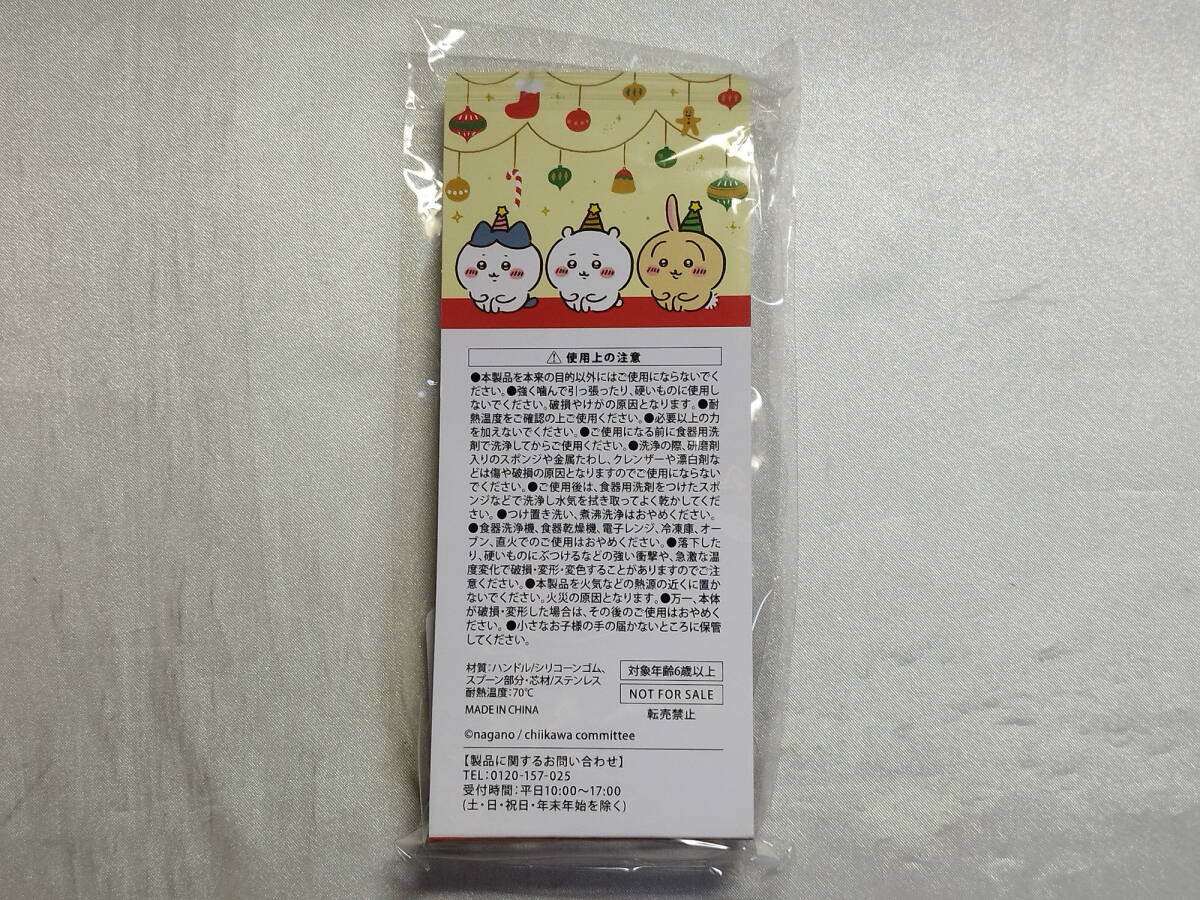 ⚠ 使用上の注意
●本製品を本来の目的以外にはご使用にならないでく
ださい。●強く噛んで引っ張ったり、硬いものに使用し
ないでください。破損やけがの原因となります。●耐
熱温度をご確認の上ご使用ください。●必要以上の力
を加えないでください。●ご使用になる前に食器用洗
剤で洗浄してからご使用ください。●洗浄の際、研磨剤
入りのスポンジや金属たわし、クレンザーや漂白剤な
どは傷や破損の原因となりますのでご使用にならない
でください。●ご使用後は、食器用洗剤をつけたスポ
ンジなどで洗浄し水気を拭き取ってよく乾かしてくだ
さい。●つけ置き洗い、煮沸洗浄はおやめください。
●食器洗浄機、食器乾燥機、電子レンジ、冷凍庫、オー
ブン、直火でのご使用はおやめください。●落下した
り、硬いものにぶつけるなどの強い衝撃や、急激な温
度変化で破損・変形・変色することがありますのでご注
意ください。●本製品を火気などの熱源の近くに置か
ないでください。火災の原因となります。●万一、本体
が破損・変形した場合は、その後のご使用はおやめく
ださい。●小さなお子様の手の届かないところに保管
してください。
材質:ハンドル/シリコーンゴム、
スプーン部分・芯材/ステンレス
耐熱温度:70℃
MADE IN CHINA
対象年齢6歳以上
NOT FOR SALE
転売禁止
©nagano / chiikawa committee
【製品に関するお問い合わせ】
TEL:0120-157-025
受付時間:平日10:00～17:00
(土・日・祝日・年末年始を除く)